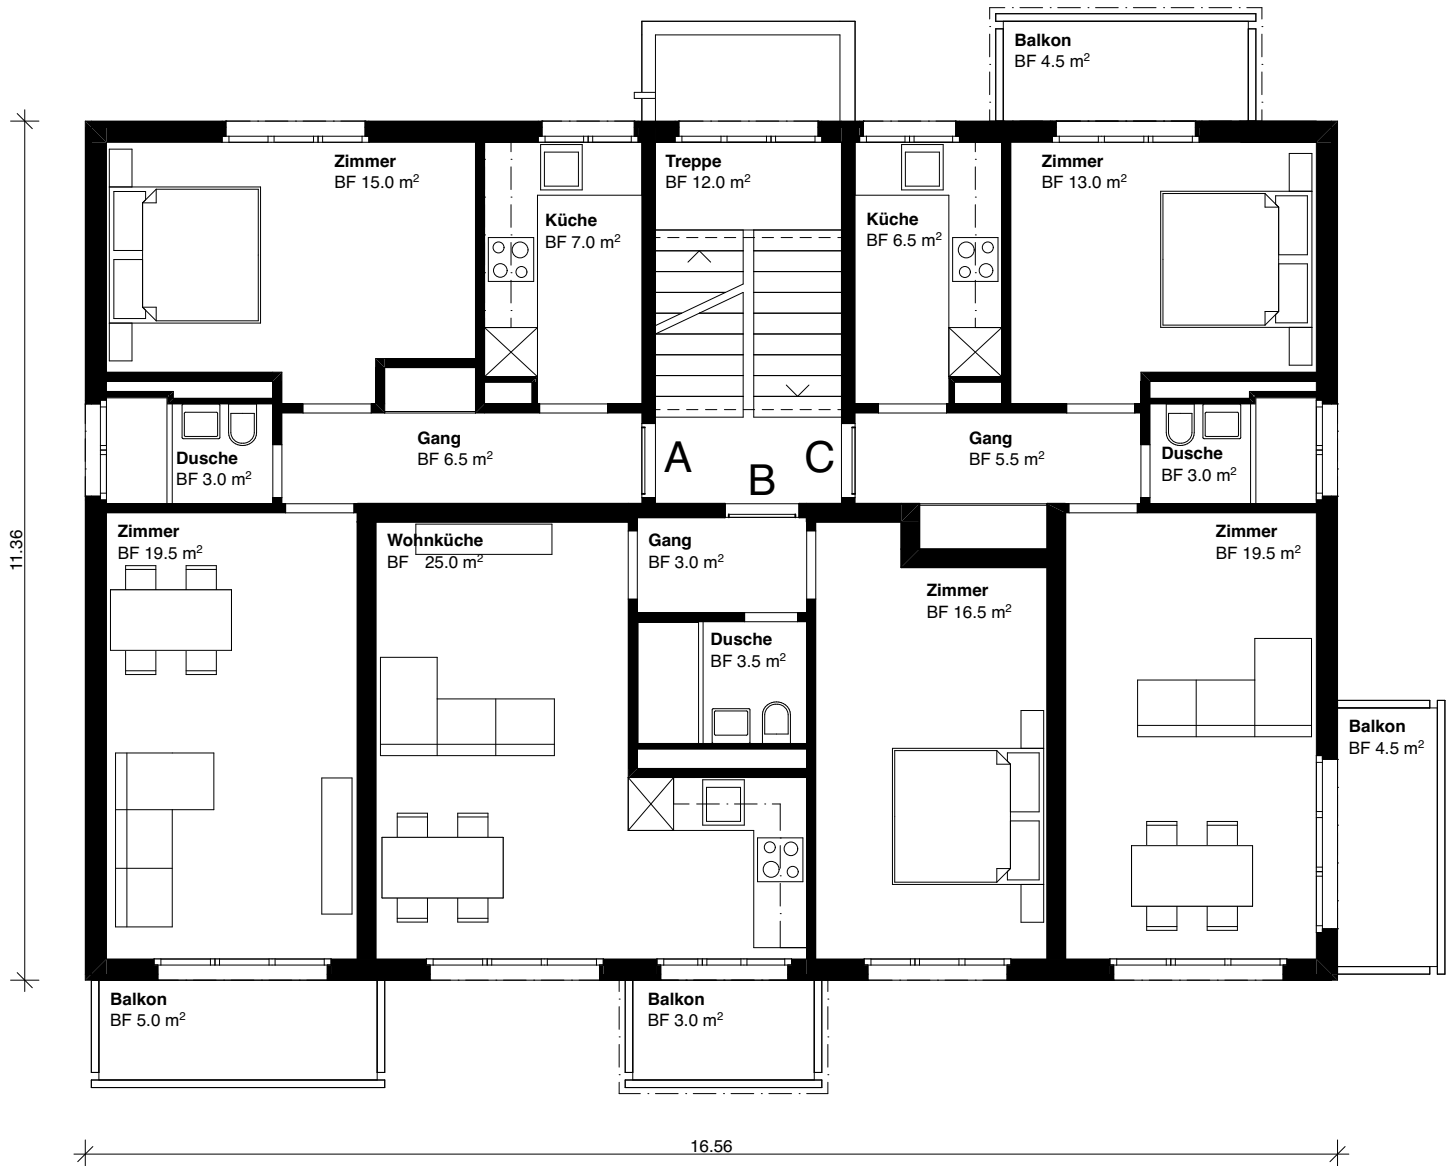 Balkon
BF 4.5 m²
Zimmer
BF 15.0 m²
Treppe
BF 12.0 m²
Zimmer
BF 13.0 m²
Küche
BF 7.0 m²
Küche
BF 6.5 m²
Gang
BF 6.5 m²
A
B
C
Gang
BF 5.5 m²
Dusche
BF 3.0 m²
Dusche
BF 3.0 m²
11.36
Zimmer
BF 19.5 m²
Wohnküche
BF 25.0 m²
Gang
BF 3.0 m²
Zimmer
BF 19.5 m²
Zimmer
BF 16.5 m²
Dusche
BF 3.5 m²
Balkon
BF 4.5 m²
Balkon
BF 5.0 m²
Balkon
BF 3.0 m²
16.56